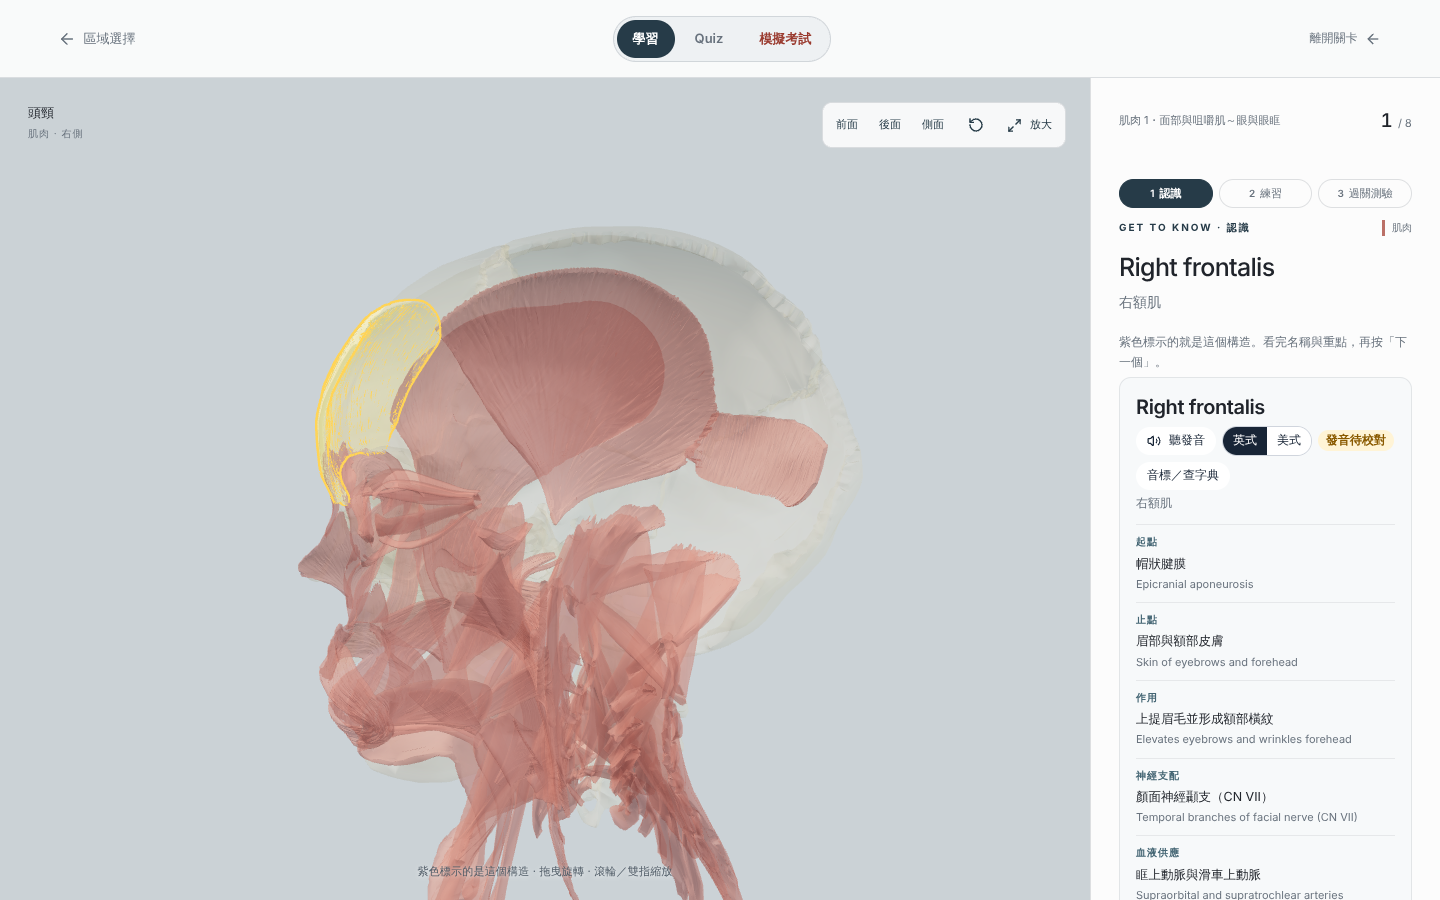 區域選擇
學習 Quiz 模擬考試
離開關卡
頭頸
肌肉 · 右側
前面 後面 側面 放大
紫色標示的是這個構造 · 拖曳旋轉 · 滾輪／雙指縮放
肌肉 1 · 面部與咀嚼肌～眼與眼眶
1 / 8
1 認識 2 練習 3 過關測驗
GET TO KNOW · 認識
肌肉
Right frontalis
右額肌
紫色標示的就是這個構造。看完名稱與重點，再按「下
一個」。
Right frontalis
聽發音 英式 美式 發音待校對
音標／查字典
右額肌
起點
帽狀腱膜
Epicranial aponeurosis
止點
眉部與額部皮膚
Skin of eyebrows and forehead
作用
上提眉毛並形成額部橫紋
Elevates eyebrows and wrinkles forehead
神經支配
顏面神經顳支（CN VII）
Temporal branches of facial nerve (CN VII)
血液供應
眶上動脈與滑車上動脈
Supraorbital and supratrochlear arteries